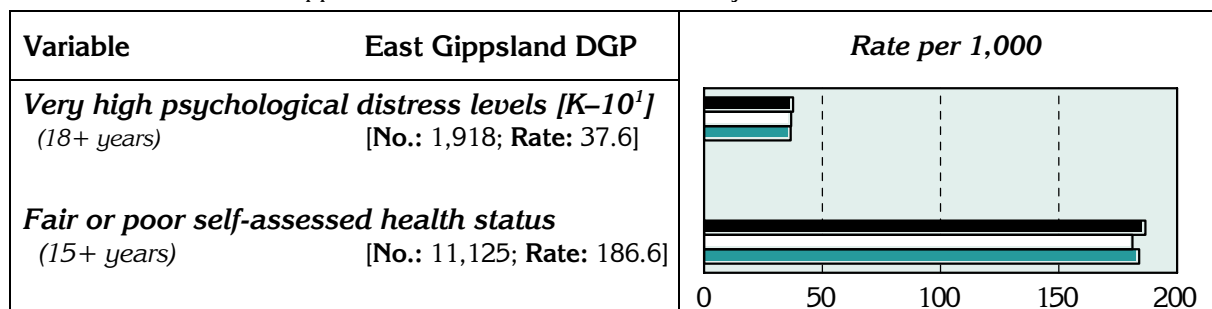 Variable East Gippsland DGP Rate per 1,000
Very high psychological distress levels [K–10¹]
(18+ years) [No.: 1,918; Rate: 37.6]
Fair or poor self-assessed health status
(15+ years) [No.: 11,125; Rate: 186.6]
0 50 100 150 200